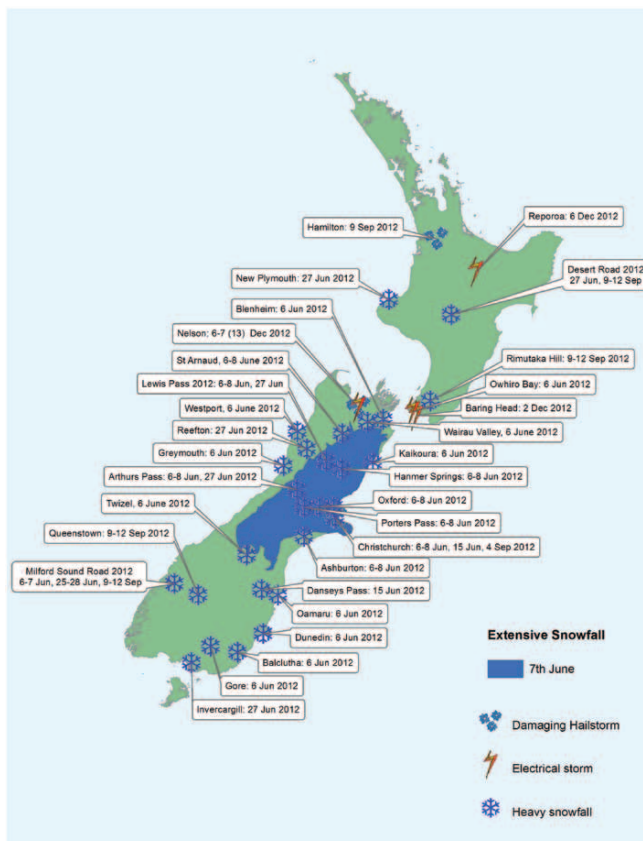 Hamilton: 9 Sep 2012
Reporoa: 6 Dec 2012
Desert Road 2012
27 Jun, 9-12 Sep
New Plymouth: 27 Jun 2012
Blenheim: 6 Jun 2012
Nelson: 6-7 (13) Dec 2012
St Arnaud, 6-8 June 2012
Lewis Pass 2012: 6-8 Jun, 27 Jun
Westport, 6 June 2012
Reefton: 27 Jun 2012
Greymouth: 6 Jun 2012
Arthurs Pass: 6-8 Jun, 27 Jun 2012
Twizel, 6 June 2012
Queenstown: 9-12 Sep 2012
Milford Sound Road 2012
6-7 Jun, 25-28 Jun, 9-12 Sep
Rimutaka Hill: 9-12 Sep 2012
Owhiro Bay: 6 Jun 2012
Baring Head: 2 Dec 2012
Wairau Valley, 6 June 2012
Kaikoura: 6 Jun 2012
Hanmer Springs: 6-8 Jun 2012
Oxford: 6-8 Jun 2012
Porters Pass: 6-8 Jun 2012
Christchurch: 6-8 Jun, 15 Jun, 4 Sep 2012
Ashburton: 6-8 Jun 2012
Danseys Pass: 15 Jun 2012
Oamaru: 6 Jun 2012
Dunedin: 6 Jun 2012
Balclutha: 6 Jun 2012
Gore: 6 Jun 2012
Invercargill: 27 Jun 2012
Extensive Snowfall
7th June
Damaging Hailstorm
Electrical storm
Heavy snowfall